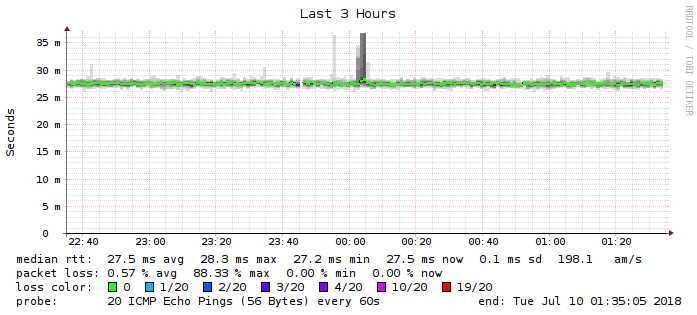 Last 3 Hours
RRDTOOL / TOBI OETIKER
Seconds
35 m
30 m
25 m
20 m
15 m
10 m
5 m
0
22:40 23:00 23:20 23:40 00:00 00:20 00:40 01:00 01:20
median rtt: 27.5 ms avg 28.3 ms max 27.2 ms min 27.5 ms now 0.1 ms sd 198.1 am/s
packet loss: 0.57 % avg 88.33 % max 0.00 % min 0.00 % now
loss color: 0 1/20 2/20 3/20 4/20 10/20 19/20
probe: 20 ICMP Echo Pings (56 Bytes) every 60s end: Tue Jul 10 01:35:05 2018